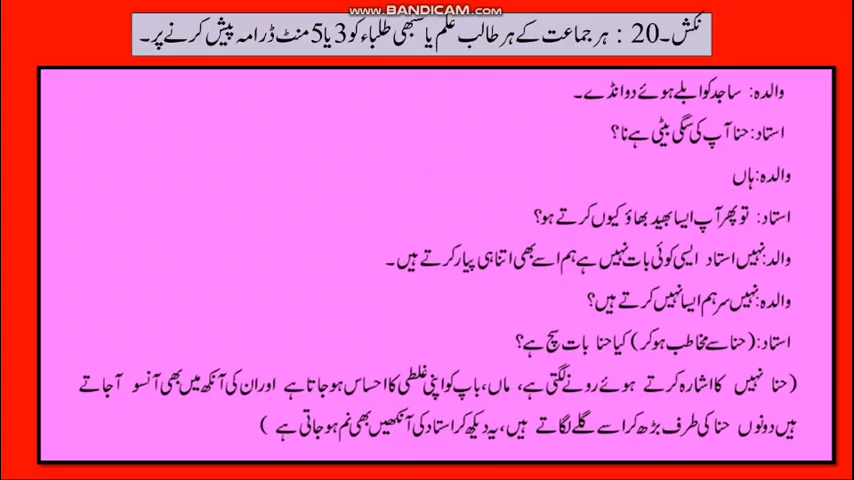 www.BANDICAM.com
نکش۔20 : ہر جماعت کے ہر طالب علم یا سبھی طلباء کو 3 یا 5 منٹ ڈرامہ پیش کرنے پر۔
والدہ: ساجد کو ابلے ہوئے دو انڈے۔
استاد: حنا آپ کی سگی بیٹی ہے نا؟
والدہ: ہاں
استاد: تو پھر آپ ایسا بھید بھاؤ کیوں کرتے ہو؟
والد: نہیں استاد ایسی کوئی بات نہیں ہے ہم اسے بھی اتنا ہی پیار کرتے ہیں۔
والدہ: نہیں سر ہم ایسا نہیں کرتے ہیں؟
استاد: (حنا سے مخاطب ہو کر) کیا حنا بات سچ ہے؟
(حنا نہیں کا اشارہ کرتے ہوئے رونے لگتی ہے، ماں، باپ کو اپنی غلطی کا احساس ہو جاتا ہے اور ان کی آنکھ میں بھی آنسو آجاتے
ہیں دونوں حنا کی طرف بڑھ کر اسے گلے لگاتے ہیں، یہ دیکھ کر استاد کی آنکھیں بھی نم ہو جاتی ہے )